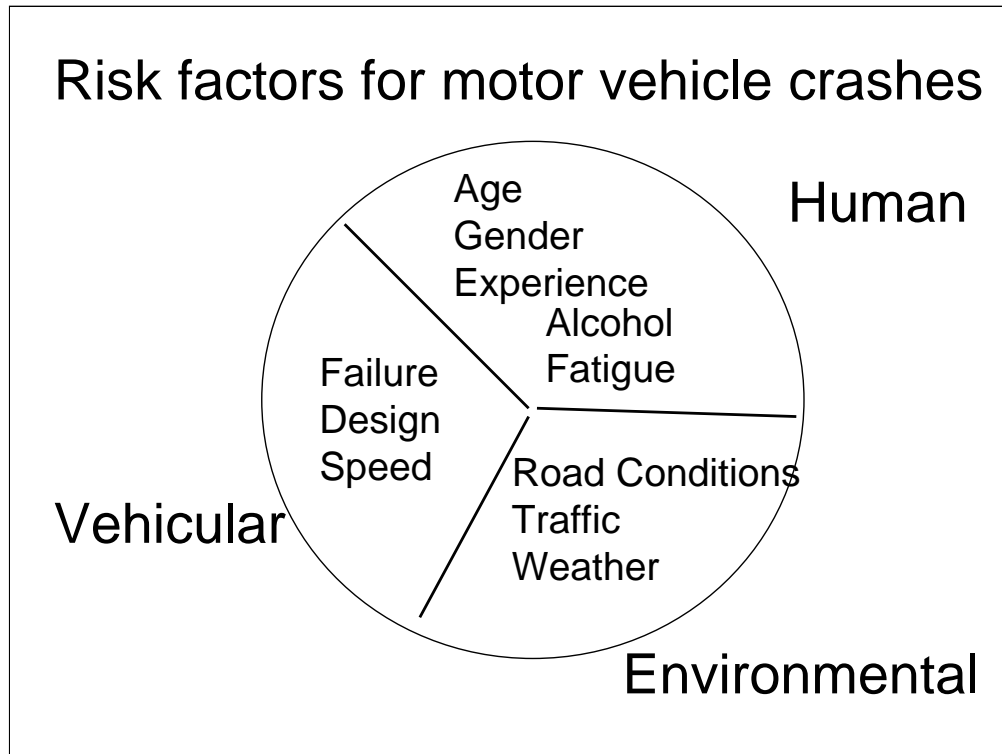 Risk factors for motor vehicle crashes
Human
Age
Gender
Experience
Alcohol
Fatigue
Failure
Design
Speed
Vehicular
Road Conditions
Traffic
Weather
Environmental